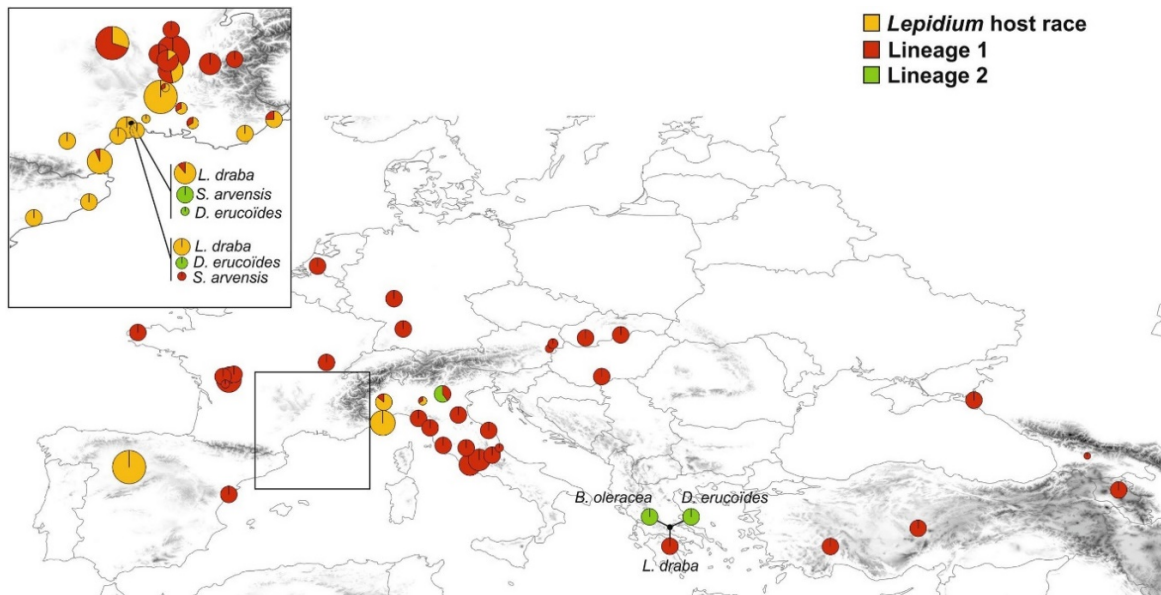 Lepidium host race
Lineage 1
Lineage 2
L. draba
S. arvensis
D. erucoïdes
L. draba
D. erucoïdes
S. arvensis
B. oleracea
D. erucoïdes
L. draba